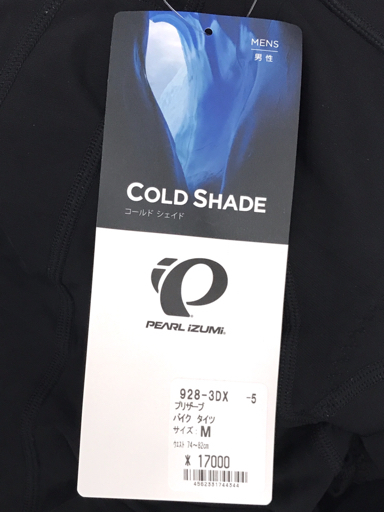 MENS
男性
COLD SHADE
コールド シェイド
PEARL iZUMi
928-3DX -5
プリザーブ
バイク タイツ
サイズ M
ウエスト 74~82cm
¥ 17000
4562331744344